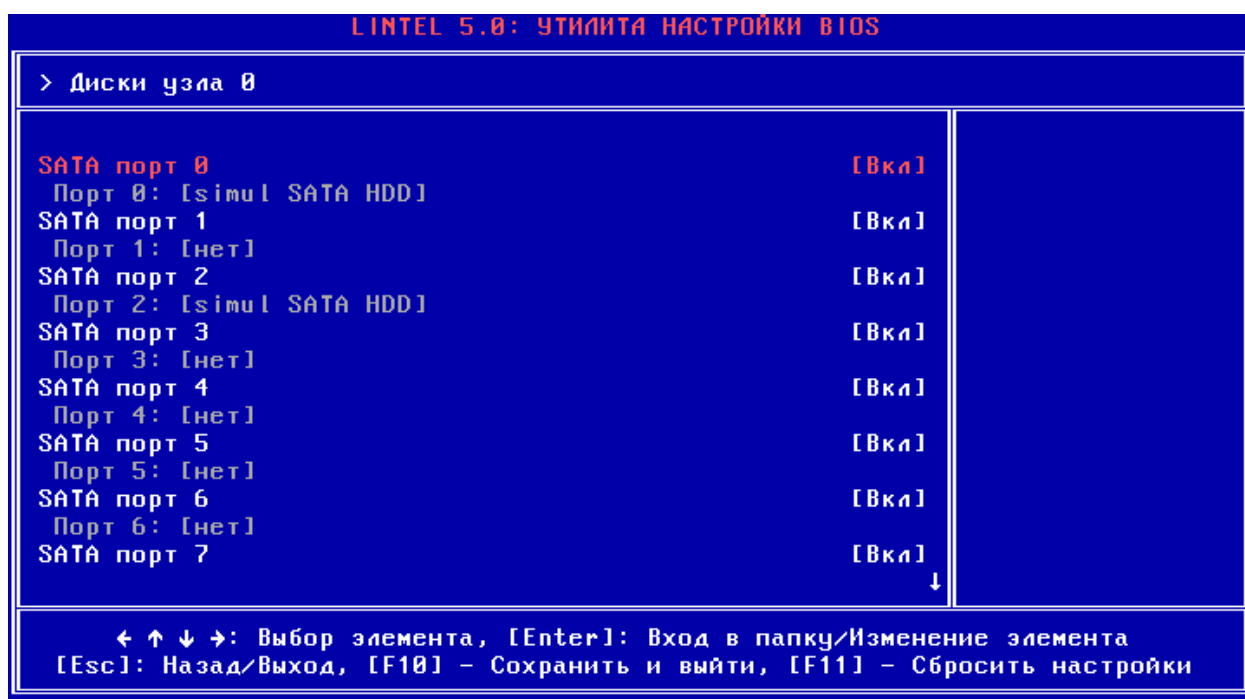 LINTEL 5.0: УТИЛИТА НАСТРОЙКИ BIOS
> Диски узла 0
SATA порт 0 [Вкл]
Порт 0: [simul SATA HDD]
SATA порт 1 [Вкл]
Порт 1: [нет]
SATA порт 2 [Вкл]
Порт 2: [simul SATA HDD]
SATA порт 3 [Вкл]
Порт 3: [нет]
SATA порт 4 [Вкл]
Порт 4: [нет]
SATA порт 5 [Вкл]
Порт 5: [нет]
SATA порт 6 [Вкл]
Порт 6: [нет]
SATA порт 7 [Вкл]
↓
← ↑ ↓ →: Выбор элемента, [Enter]: Вход в папку/Изменение элемента
[Esc]: Назад/Выход, [F10] - Сохранить и выйти, [F11] - Сбросить настройки